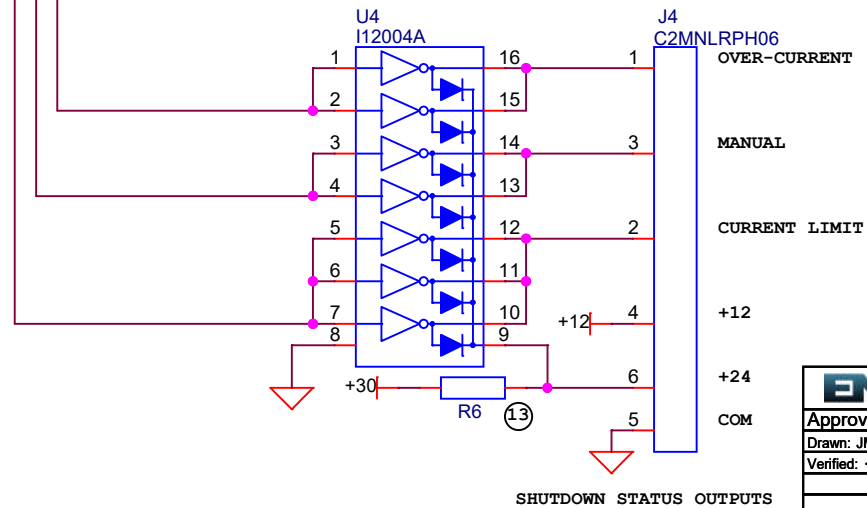 U4
I12004A
J4
C2MNLRPH06
1 16 1 OVER-CURRENT
2 15
3 14 3 MANUAL
4 13
5 12 2 CURRENT LIMIT
6 11
7 10 +12 4 +12
8 9
+30 R6 13 6 +24
5 COM
SHUTDOWN STATUS OUTPUTS
Approv
Drawn: JM
Verified: